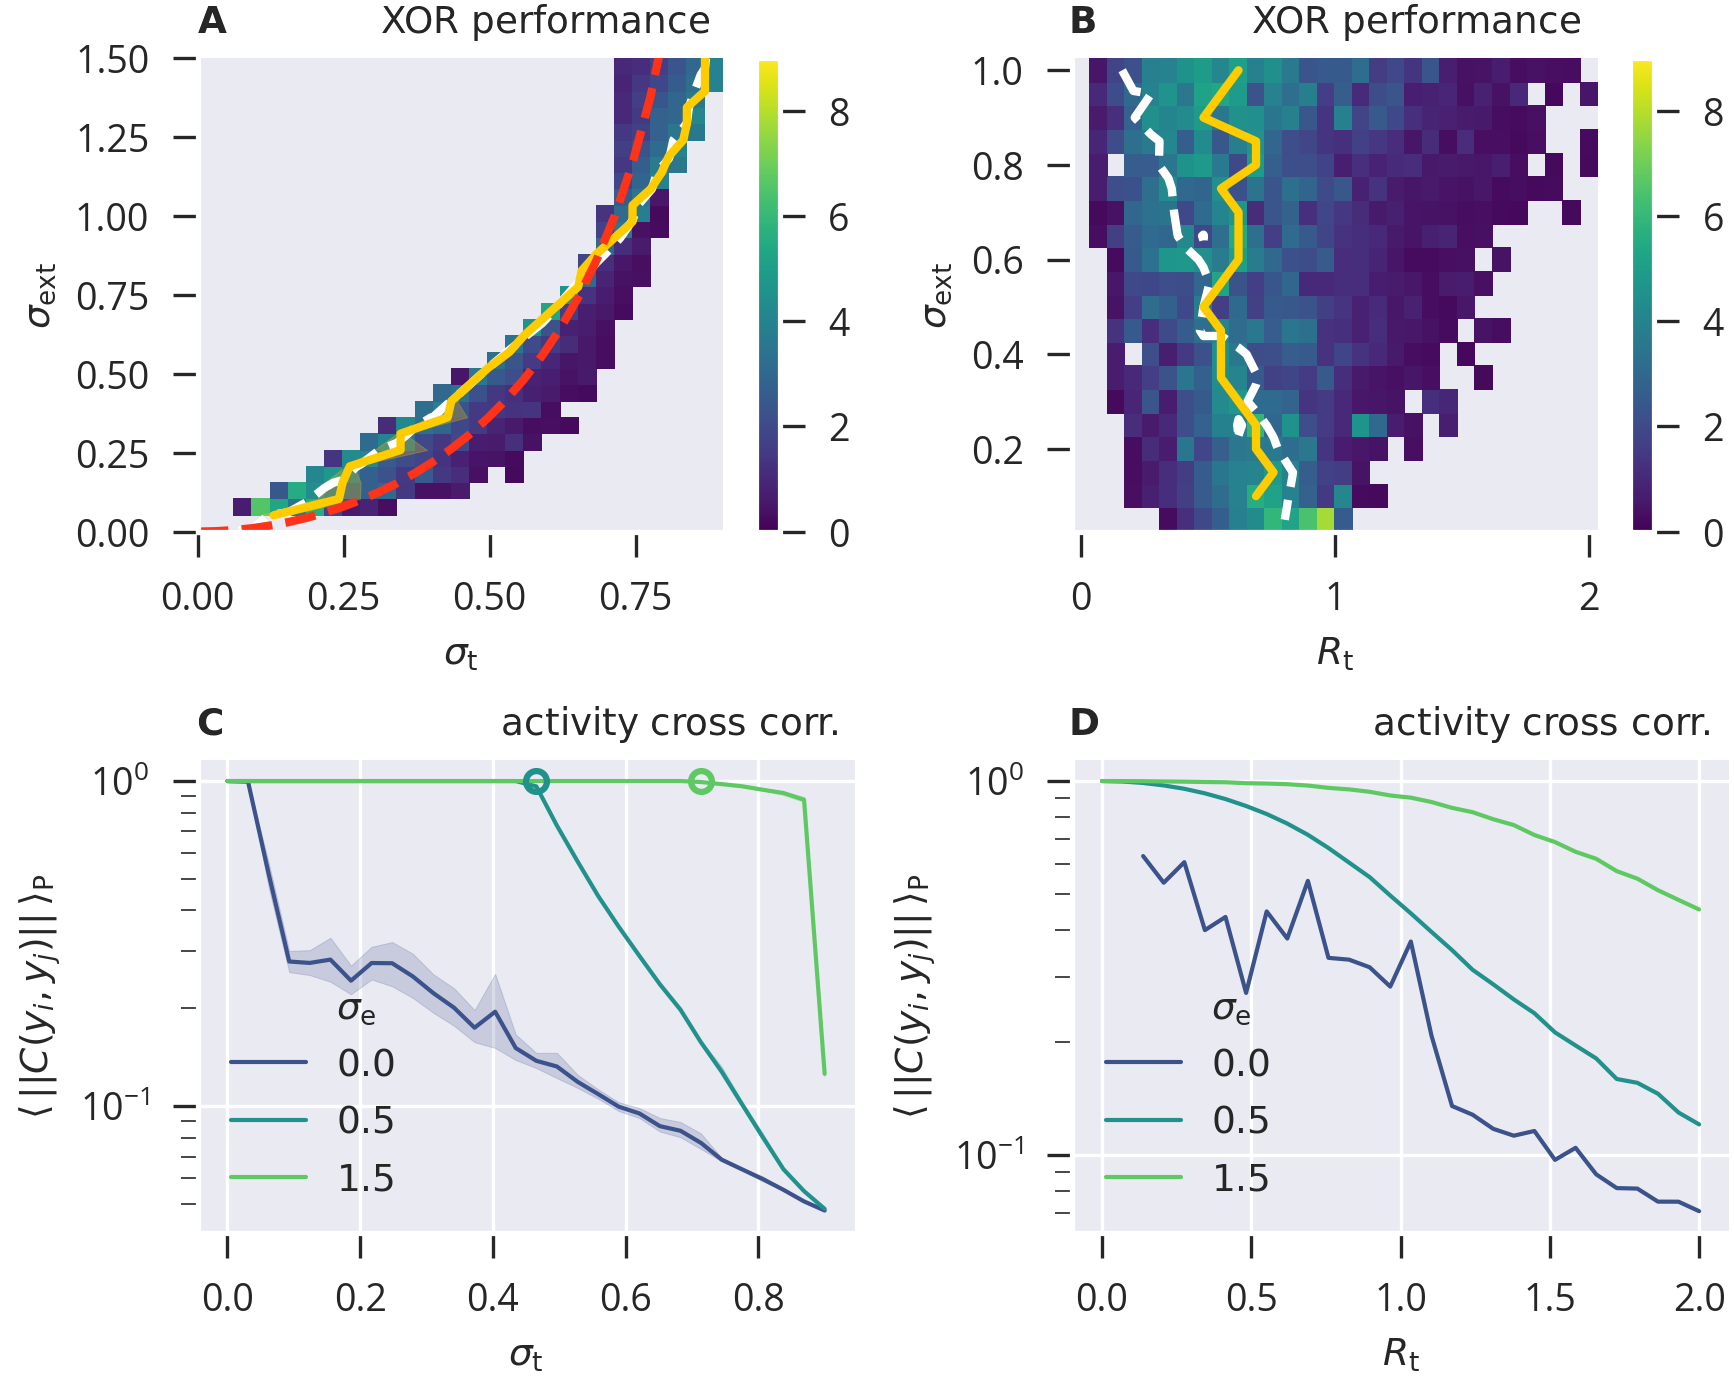 A XOR performance
1.50
1.25
1.00
0.75
0.50
0.25
0.00
σext
0.00 0.25 0.50 0.75
σt
8
6
4
2
0
B XOR performance
1.0
0.8
0.6
0.4
0.2
σext
0 1 2
Rt
8
6
4
2
0
C activity cross corr.
10⁰
10⁻¹
⟨||C(yi, yj)||⟩P
σe
0.0
0.5
1.5
0.0 0.2 0.4 0.6 0.8
σt
D activity cross corr.
10⁰
10⁻¹
⟨||C(yi, yj)||⟩P
σe
0.0
0.5
1.5
0.0 0.5 1.0 1.5 2.0
Rt